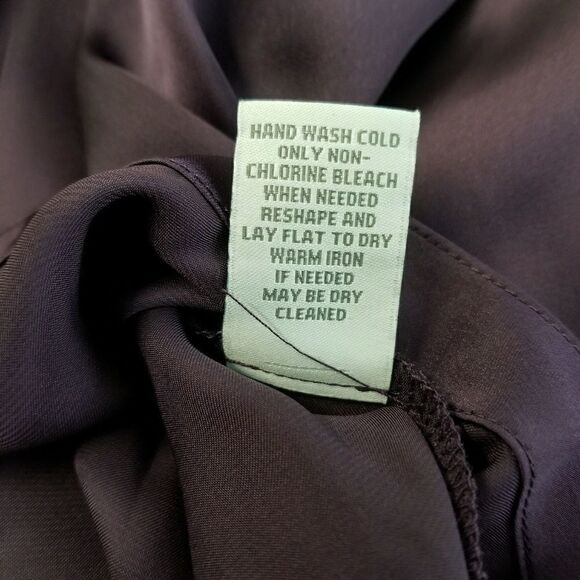 HAND WASH COLD
ONLY NON-
CHLORINE BLEACH
WHEN NEEDED
RESHAPE AND
LAY FLAT TO DRY
WARM IRON
IF NEEDED
MAY BE DRY
CLEANED